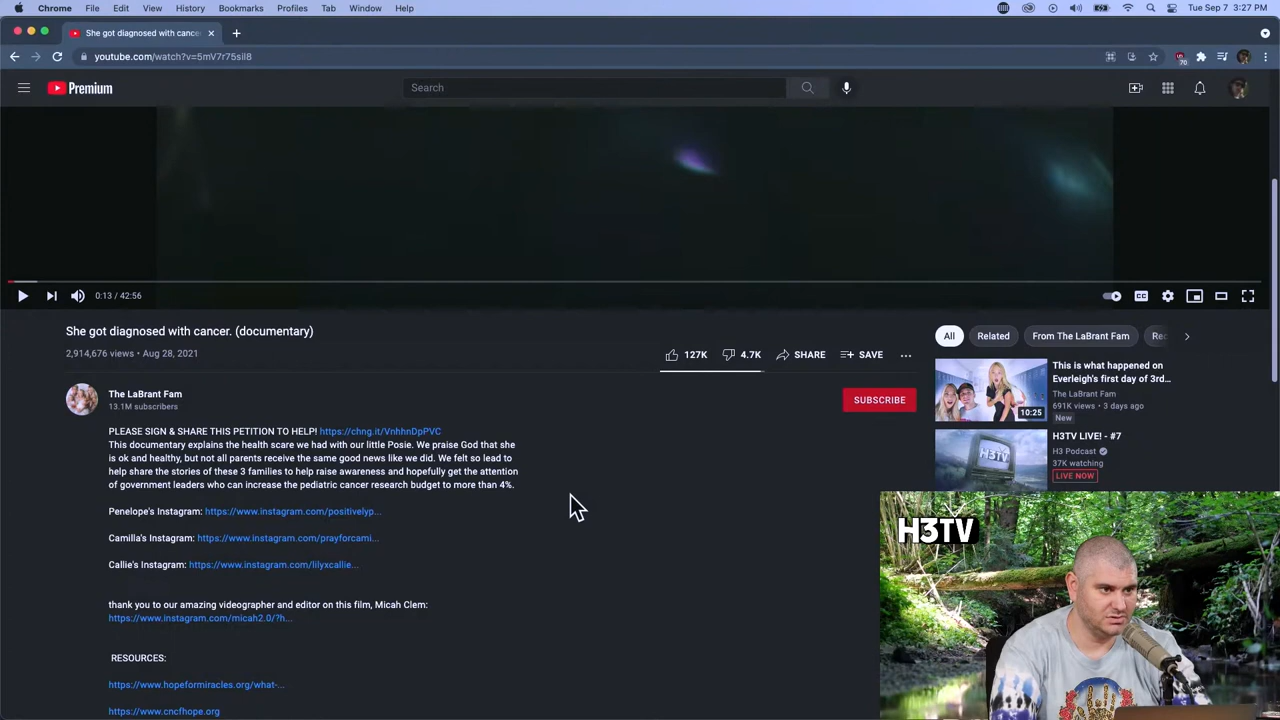 Chrome File Edit View History Bookmarks Profiles Tab Window Help Tue Sep 7 3:27 PM
She got diagnosed with cance
youtube.com/watch?v=5mV7r75sil8
70
Premium
Search
0:13 / 42:56
CC
She got diagnosed with cancer. (documentary)
2,914,676 views • Aug 28, 2021
127K 4.7K SHARE SAVE
The LaBrant Fam
13.1M subscribers
SUBSCRIBE
PLEASE SIGN & SHARE THIS PETITION TO HELP! https://chng.it/VnhhnDpPVC
This documentary explains the health scare we had with our little Posie. We praise God that she
is ok and healthy, but not all parents receive the same good news like we did. We felt so lead to
help share the stories of these 3 families to help raise awareness and hopefully get the attention
of government leaders who can increase the pediatric cancer research budget to more than 4%.
Penelope's Instagram: https://www.instagram.com/positivelyp...
Camilla's Instagram: https://www.instagram.com/prayforcami...
Callie's Instagram: https://www.instagram.com/lilyxcallie...
thank you to our amazing videographer and editor on this film, Micah Clem:
https://www.instagram.com/micah2.0/?h...
RESOURCES:
https://www.hopeformiracles.org/what-...
https://www.cncfhope.org
All Related From The LaBrant Fam Rec
This is what happened on
Everleigh's first day of 3rd...
The LaBrant Fam
691K views • 3 days ago
New
10:25
H3TV LIVE! - #7
H3 Podcast
37K watching
LIVE NOW
H3TV
H3TV